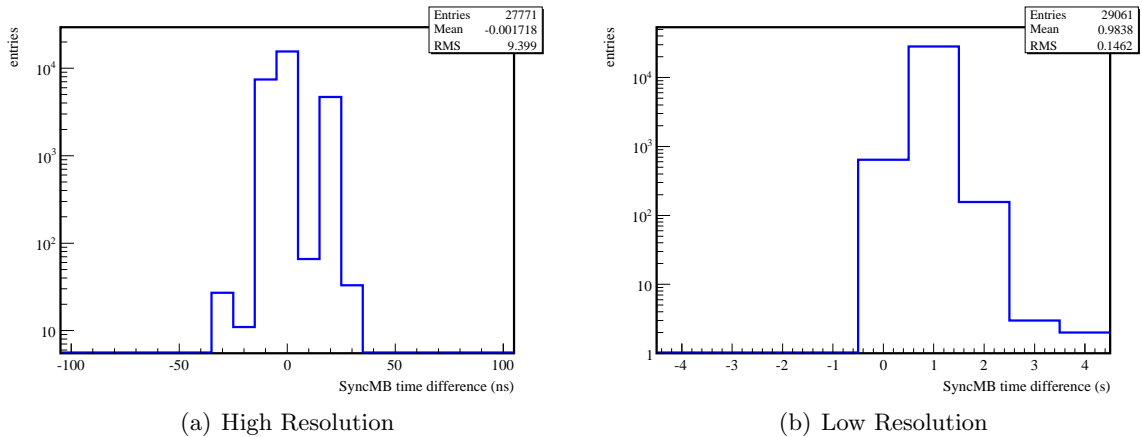 Entries 27771
Mean -0.001718
RMS 9.399
entries
10^4
10^3
10^2
10
-100 -50 0 50 100
SyncMB time difference (ns)
(a) High Resolution
Entries 29061
Mean 0.9838
RMS 0.1462
entries
10^4
10^3
10^2
10
1
-4 -3 -2 -1 0 1 2 3 4
SyncMB time difference (s)
(b) Low Resolution